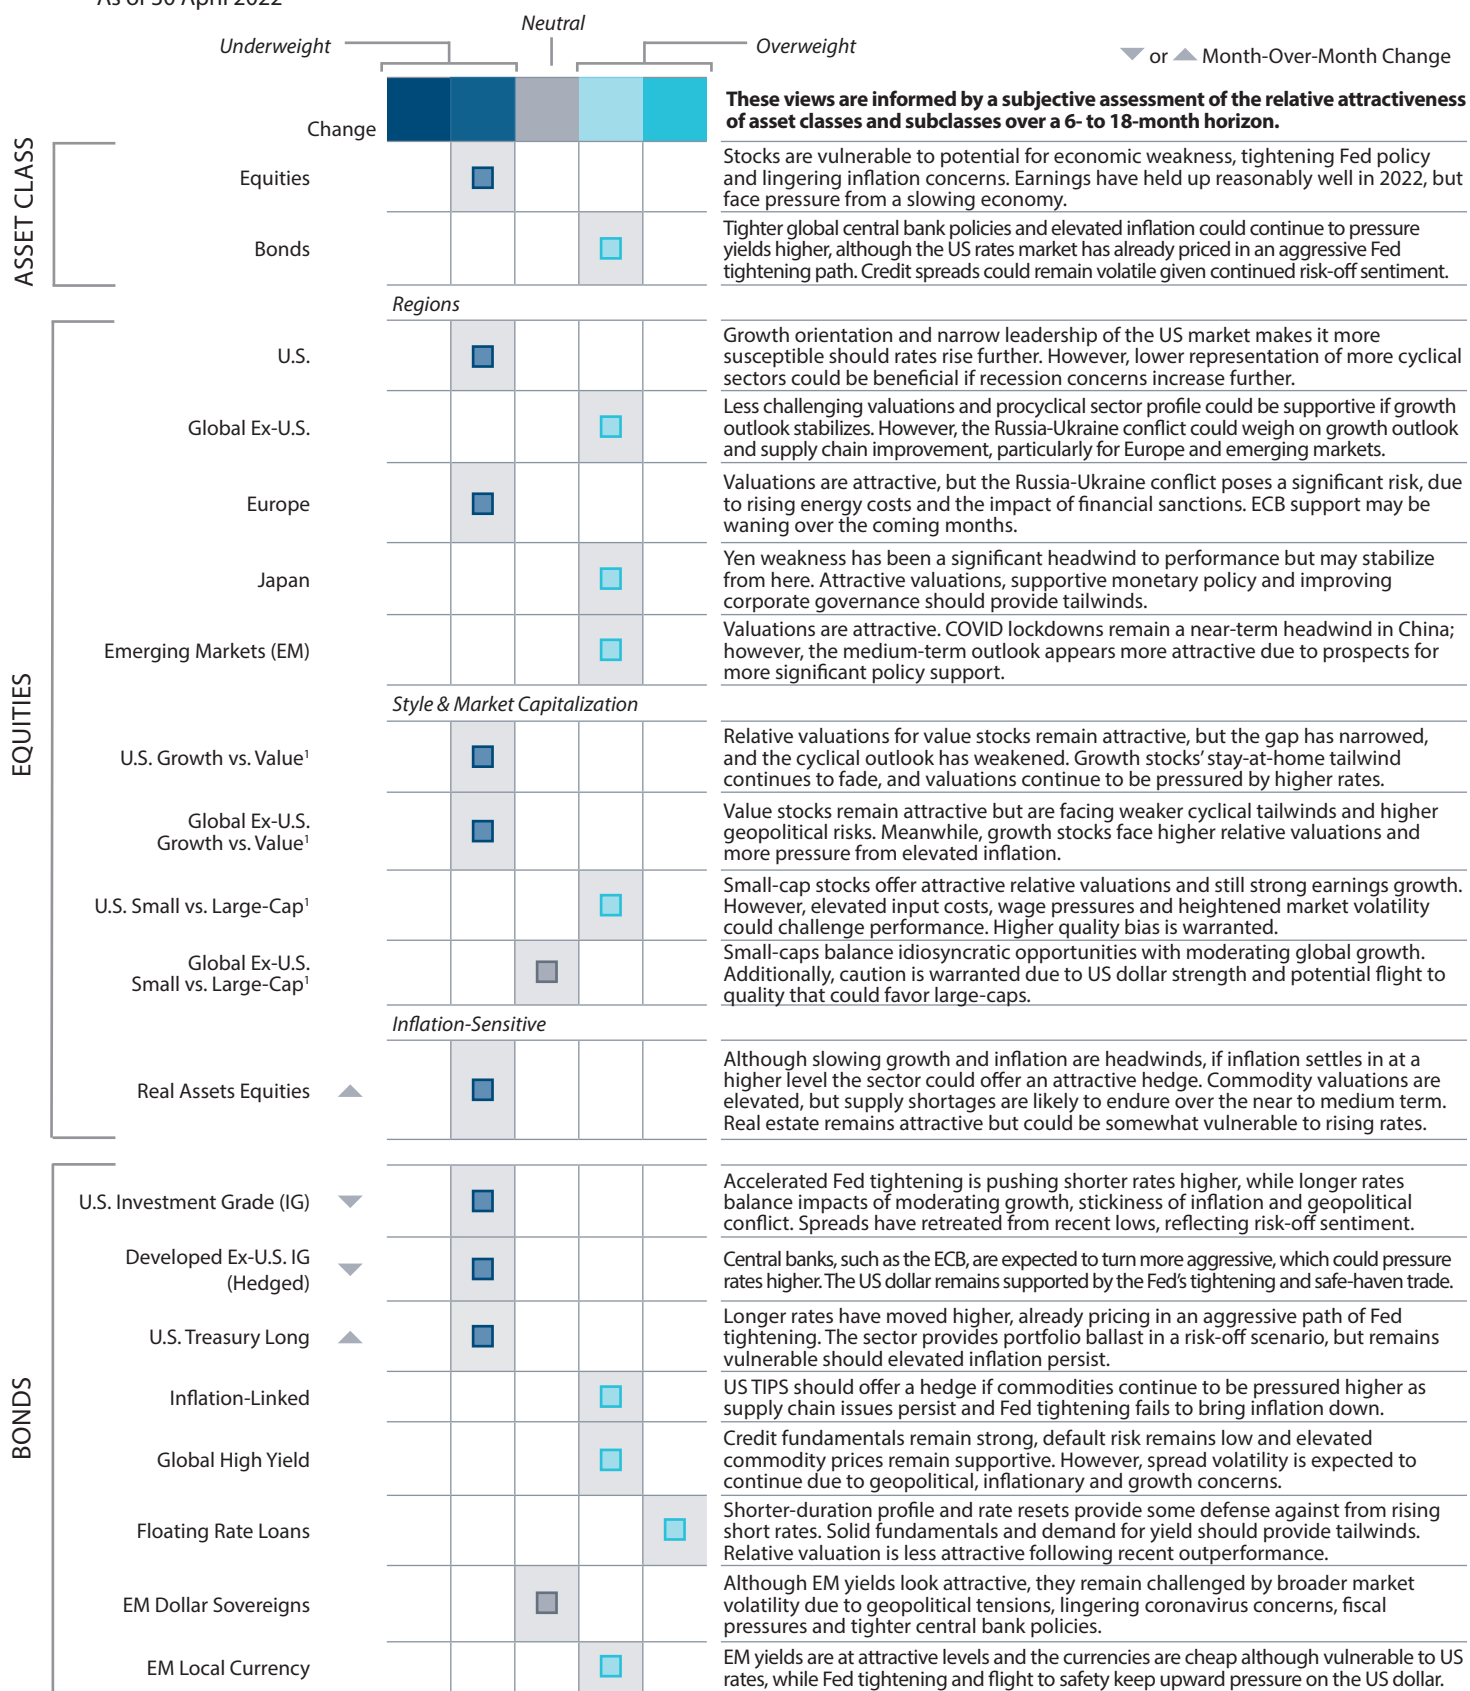 As of 30 April 2022
Neutral
Underweight
Overweight
or Month-Over-Month Change
Change
These views are informed by a subjective assessment of the relative attractiveness
of asset classes and subclasses over a 6- to 18-month horizon.
ASSET CLASS
Equities
Stocks are vulnerable to potential for economic weakness, tightening Fed policy
and lingering inflation concerns. Earnings have held up reasonably well in 2022, but
face pressure from a slowing economy.
Bonds
Tighter global central bank policies and elevated inflation could continue to pressure
yields higher, although the US rates market has already priced in an aggressive Fed
tightening path. Credit spreads could remain volatile given continued risk-off sentiment.
EQUITIES
Regions
U.S.
Growth orientation and narrow leadership of the US market makes it more
susceptible should rates rise further. However, lower representation of more cyclical
sectors could be beneficial if recession concerns increase further.
Global Ex-U.S.
Less challenging valuations and procyclical sector profile could be supportive if growth
outlook stabilizes. However, the Russia-Ukraine conflict could weigh on growth outlook
and supply chain improvement, particularly for Europe and emerging markets.
Europe
Valuations are attractive, but the Russia-Ukraine conflict poses a significant risk, due
to rising energy costs and the impact of financial sanctions. ECB support may be
waning over the coming months.
Japan
Yen weakness has been a significant headwind to performance but may stabilize
from here. Attractive valuations, supportive monetary policy and improving
corporate governance should provide tailwinds.
Emerging Markets (EM)
Valuations are attractive. COVID lockdowns remain a near-term headwind in China;
however, the medium-term outlook appears more attractive due to prospects for
more significant policy support.
Style & Market Capitalization
U.S. Growth vs. Value¹
Relative valuations for value stocks remain attractive, but the gap has narrowed,
and the cyclical outlook has weakened. Growth stocks' stay-at-home tailwind
continues to fade, and valuations continue to be pressured by higher rates.
Global Ex-U.S.
Growth vs. Value¹
Value stocks remain attractive but are facing weaker cyclical tailwinds and higher
geopolitical risks. Meanwhile, growth stocks face higher relative valuations and
more pressure from elevated inflation.
U.S. Small vs. Large-Cap¹
Small-cap stocks offer attractive relative valuations and still strong earnings growth.
However, elevated input costs, wage pressures and heightened market volatility
could challenge performance. Higher quality bias is warranted.
Global Ex-U.S.
Small vs. Large-Cap¹
Small-caps balance idiosyncratic opportunities with moderating global growth.
Additionally, caution is warranted due to US dollar strength and potential flight to
quality that could favor large-caps.
Inflation-Sensitive
Real Assets Equities
Although slowing growth and inflation are headwinds, if inflation settles in at a
higher level the sector could offer an attractive hedge. Commodity valuations are
elevated, but supply shortages are likely to endure over the near to medium term.
Real estate remains attractive but could be somewhat vulnerable to rising rates.
BONDS
U.S. Investment Grade (IG)
Accelerated Fed tightening is pushing shorter rates higher, while longer rates
balance impacts of moderating growth, stickiness of inflation and geopolitical
conflict. Spreads have retreated from recent lows, reflecting risk-off sentiment.
Developed Ex-U.S. IG
(Hedged)
Central banks, such as the ECB, are expected to turn more aggressive, which could pressure
rates higher. The US dollar remains supported by the Fed's tightening and safe-haven trade.
U.S. Treasury Long
Longer rates have moved higher, already pricing in an aggressive path of Fed
tightening. The sector provides portfolio ballast in a risk-off scenario, but remains
vulnerable should elevated inflation persist.
Inflation-Linked
US TIPS should offer a hedge if commodities continue to be pressured higher as
supply chain issues persist and Fed tightening fails to bring inflation down.
Global High Yield
Credit fundamentals remain strong, default risk remains low and elevated
commodity prices remain supportive. However, spread volatility is expected to
continue due to geopolitical, inflationary and growth concerns.
Floating Rate Loans
Shorter-duration profile and rate resets provide some defense against from rising
short rates. Solid fundamentals and demand for yield should provide tailwinds.
Relative valuation is less attractive following recent outperformance.
EM Dollar Sovereigns
Although EM yields look attractive, they remain challenged by broader market
volatility due to geopolitical tensions, lingering coronavirus concerns, fiscal
pressures and tighter central bank policies.
EM Local Currency
EM yields are at attractive levels and the currencies are cheap although vulnerable to US
rates, while Fed tightening and flight to safety keep upward pressure on the US dollar.